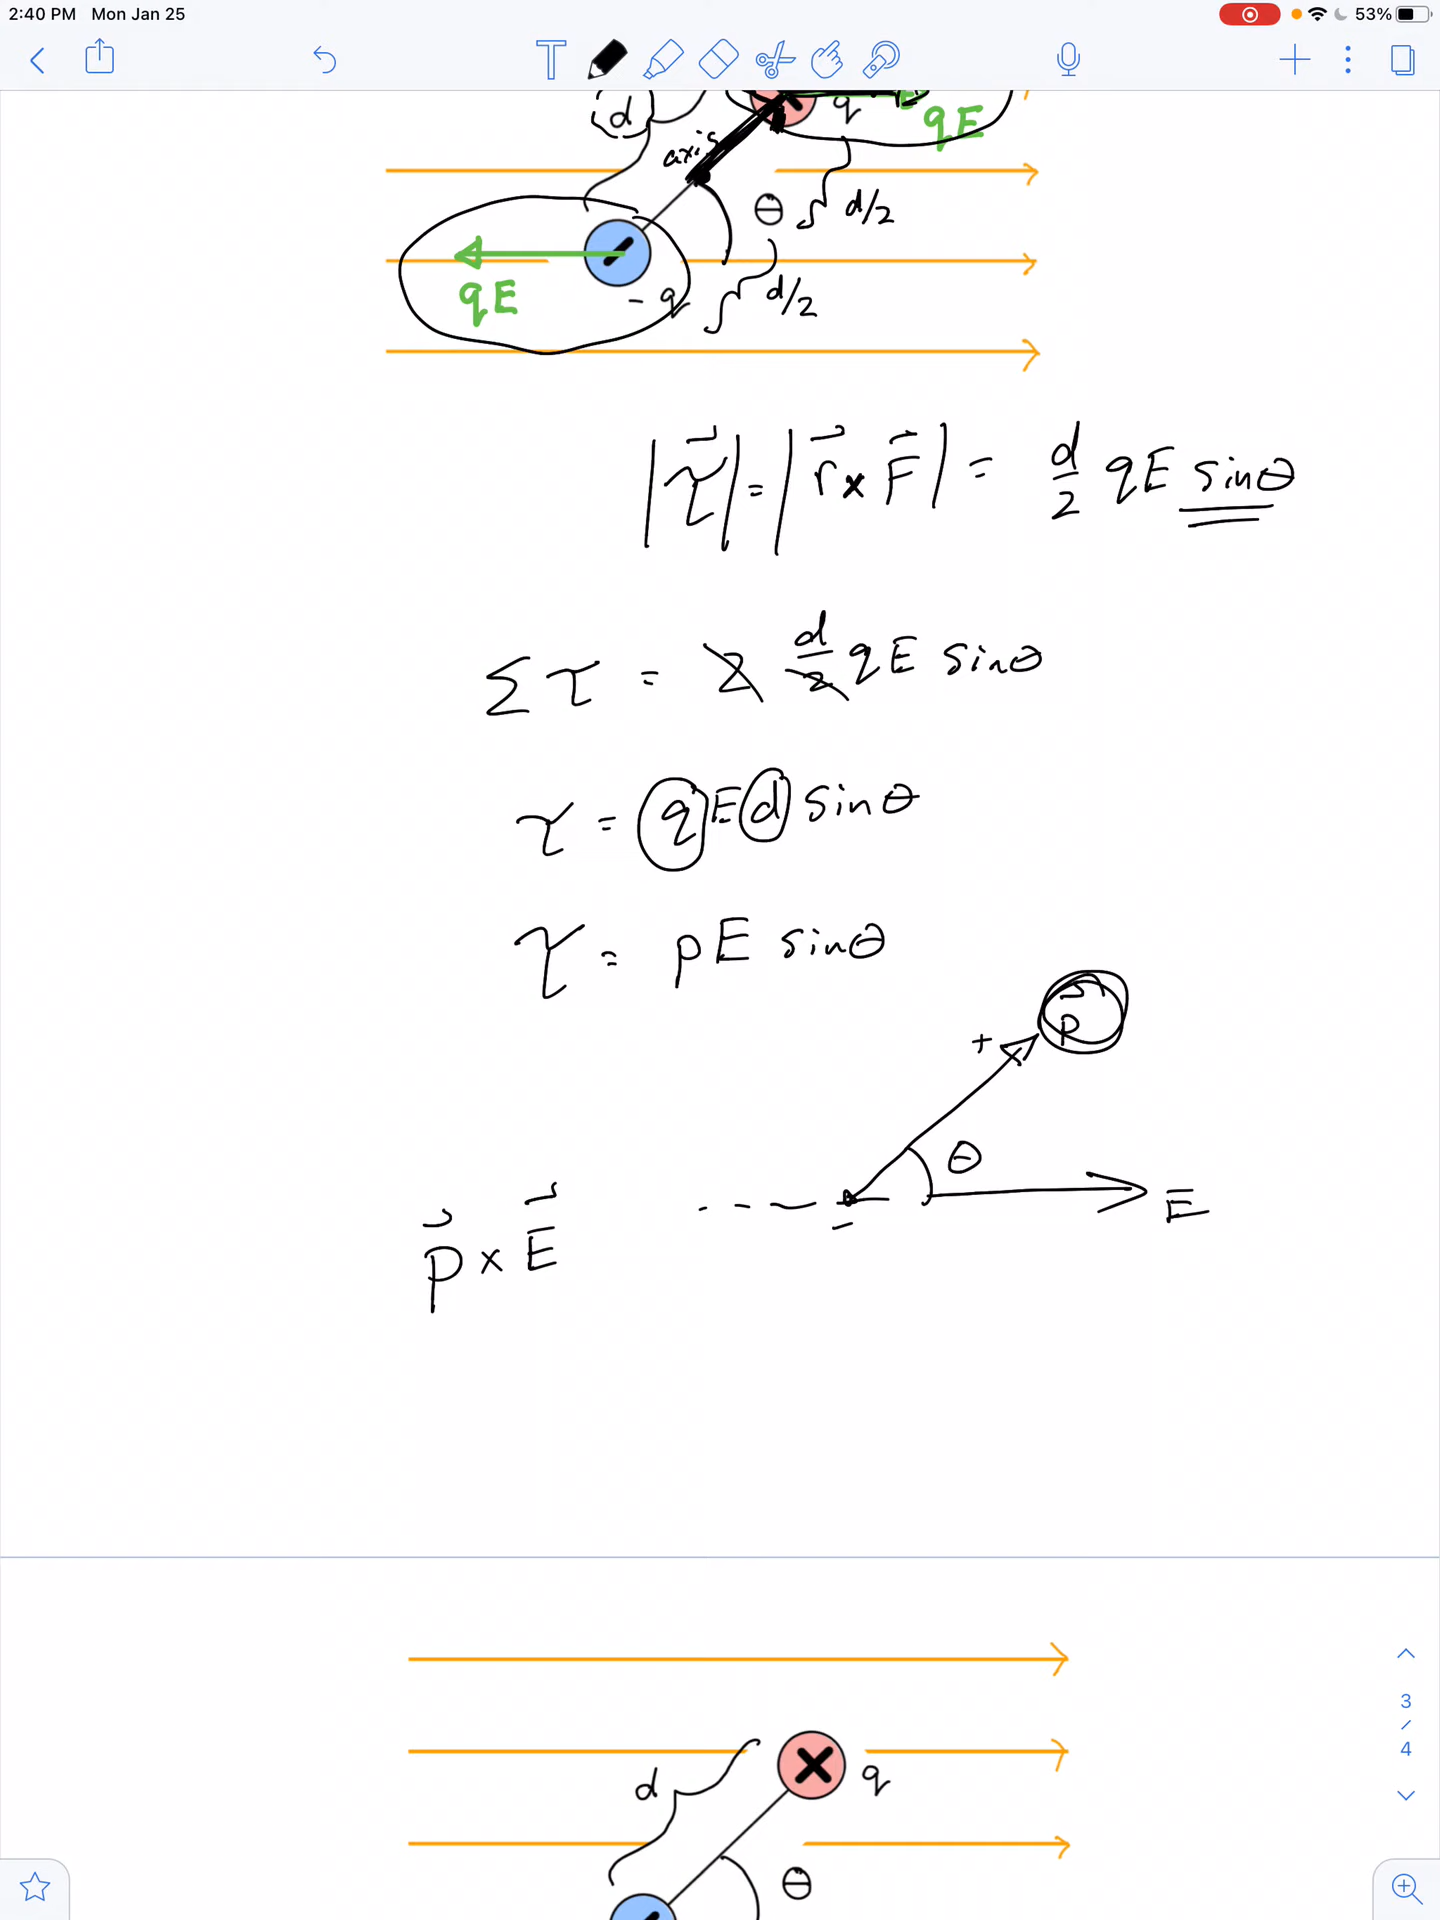 2:40 PM Mon Jan 25
53%
T
d
q
qE
axis
θ
d/2
qE
- q
d/2
|τ⃗| = |r⃗ × F⃗| = d/2 qE sinθ
Σ τ = 2 d/2 qE sinθ
τ = qEd sinθ
τ = pE sinθ
p⃗
+
θ
E
-
p⃗ × E⃗
3
/
4
d
q
θ